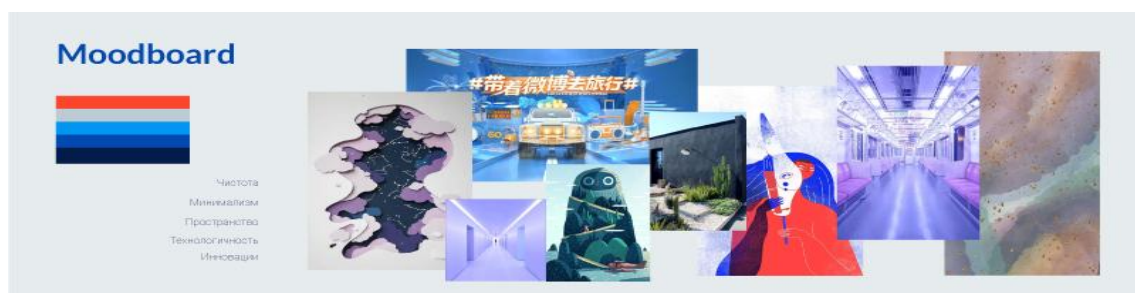 Moodboard
#带着微博去旅行#
Чистота
Минимализм
Пространство
Технологичность
Инновации